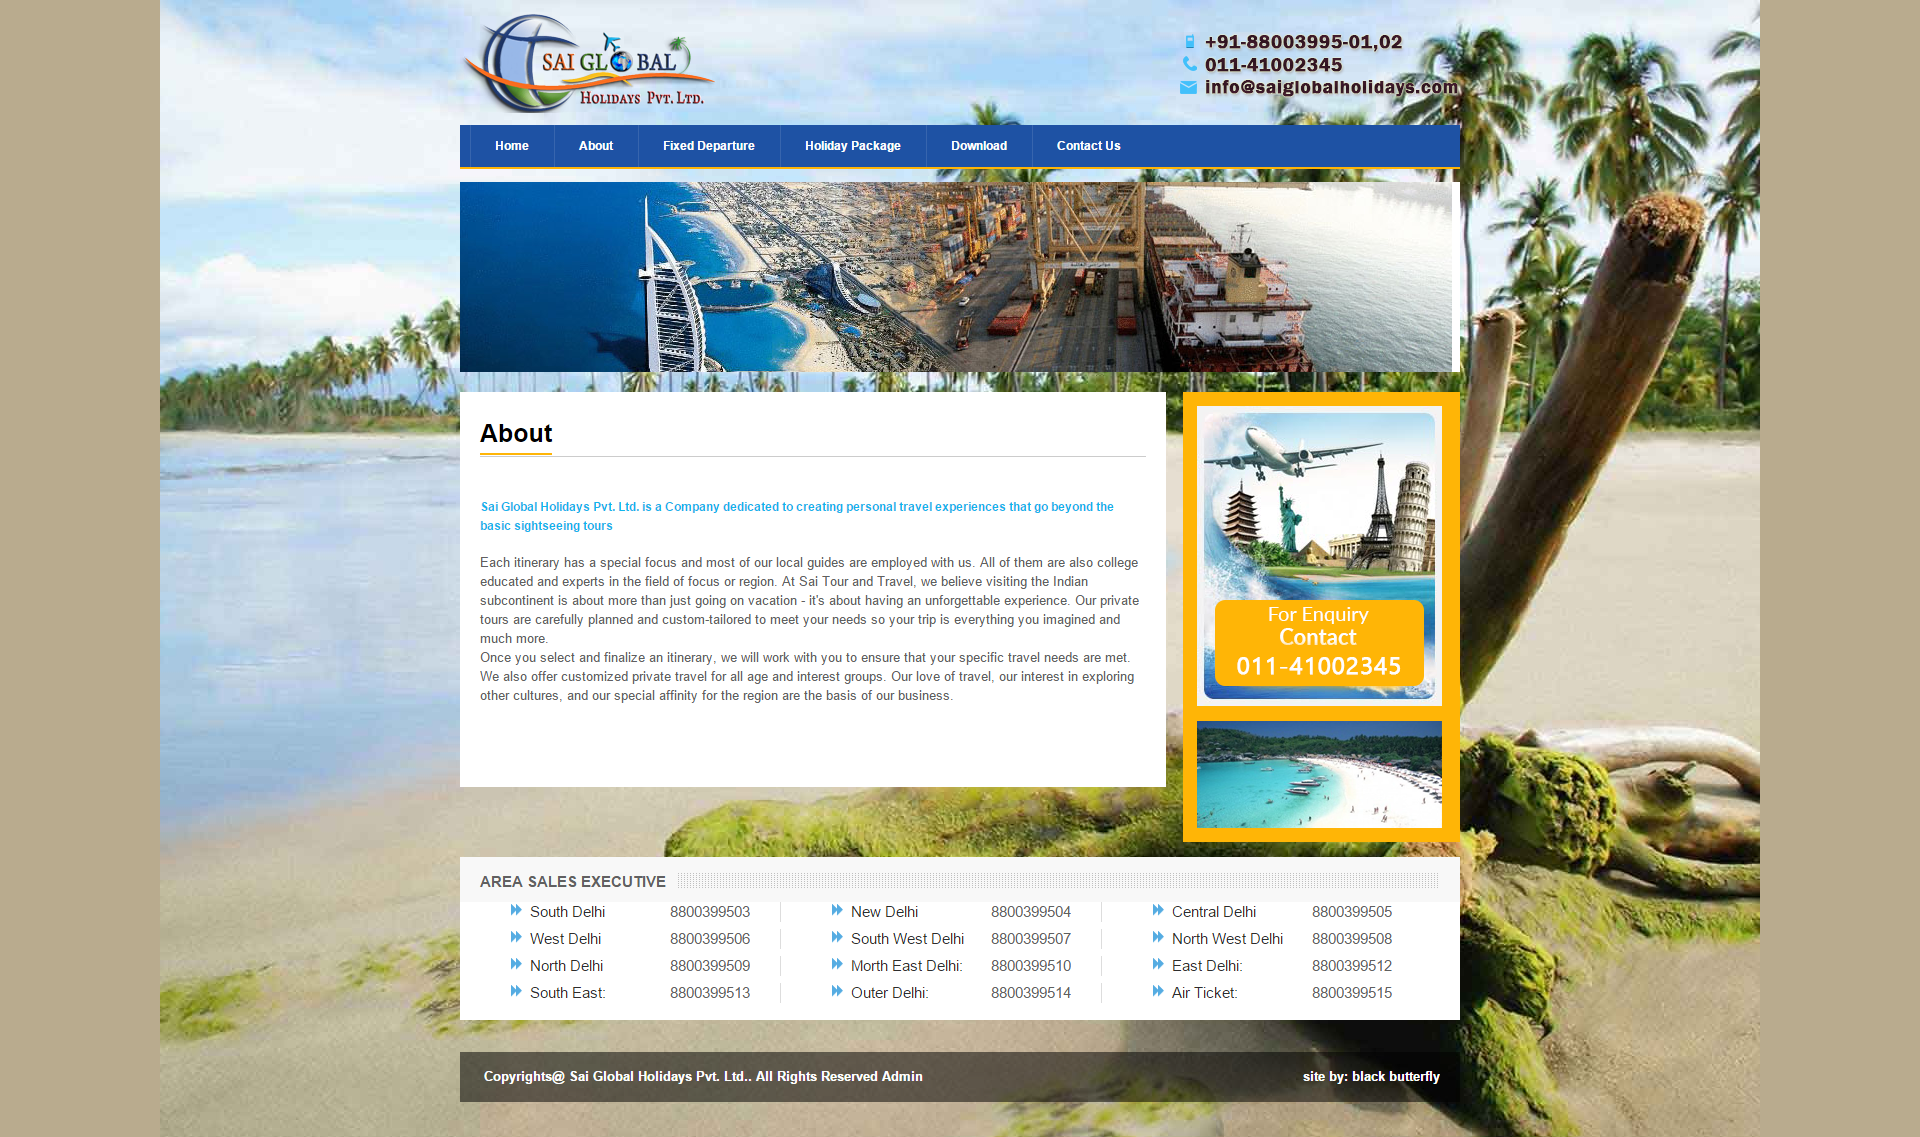 SAI GLOBAL
HOLIDAYS PVT. LTD.
+91-88003995-01,02
011-41002345
info@saiglobalholidays.com
Home About Fixed Departure Holiday Package Download Contact Us
About
Sai Global Holidays Pvt. Ltd. is a Company dedicated to creating personal travel experiences that go beyond the
basic sightseeing tours
Each itinerary has a special focus and most of our local guides are employed with us. All of them are also college
educated and experts in the field of focus or region. At Sai Tour and Travel, we believe visiting the Indian
subcontinent is about more than just going on vacation - it's about having an unforgettable experience. Our private
tours are carefully planned and custom-tailored to meet your needs so your trip is everything you imagined and
much more.
Once you select and finalize an itinerary, we will work with you to ensure that your specific travel needs are met.
We also offer customized private travel for all age and interest groups. Our love of travel, our interest in exploring
other cultures, and our special affinity for the region are the basis of our business.
For Enquiry
Contact
011-41002345
AREA SALES EXECUTIVE
South Delhi 8800399503 New Delhi 8800399504 Central Delhi 8800399505
West Delhi 8800399506 South West Delhi 8800399507 North West Delhi 8800399508
North Delhi 8800399509 Morth East Delhi: 8800399510 East Delhi: 8800399512
South East: 8800399513 Outer Delhi: 8800399514 Air Ticket: 8800399515
Copyrights@ Sai Global Holidays Pvt. Ltd.. All Rights Reserved Admin site by: black butterfly